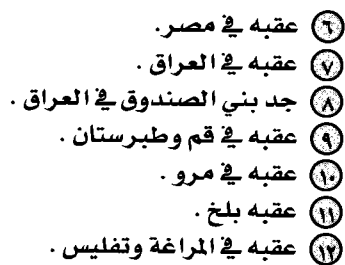 ٦ عقبه في مصر.
٧ عقبه في العراق .
٨ جد بني الصندوق في العراق .
٩ عقبه في قم وطبرستان .
١٠ عقبه في مرو .
١١ عقبه بلخ .
١٢ عقبه في المراغة وتفليس .